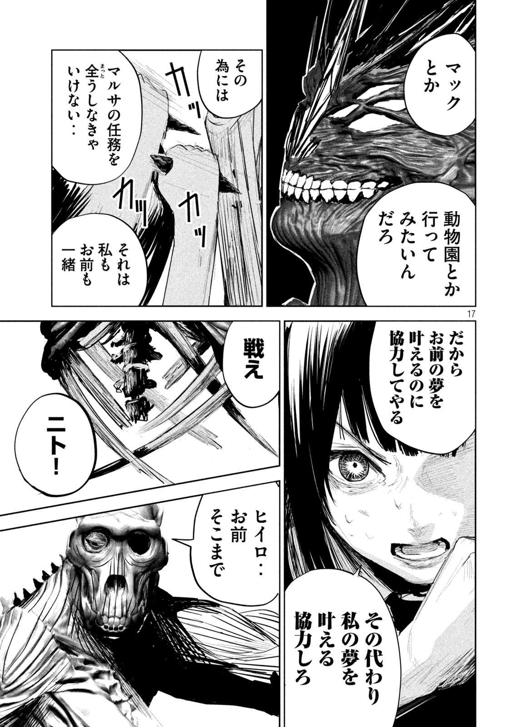 マック
とか
動物園とか
行って
みたいん
だろ
その
為には
マルサの任務を
全うしなきゃ
まっと
いけない‥
カッ
カッ
カッ
それは
私も
お前も
一緒
17
だから
お前の夢を
叶えるのに
協力してやる
その代わり
私の夢を
叶える
協力しろ
戦え
ニト！
ヒイロ‥
お前
そこまで